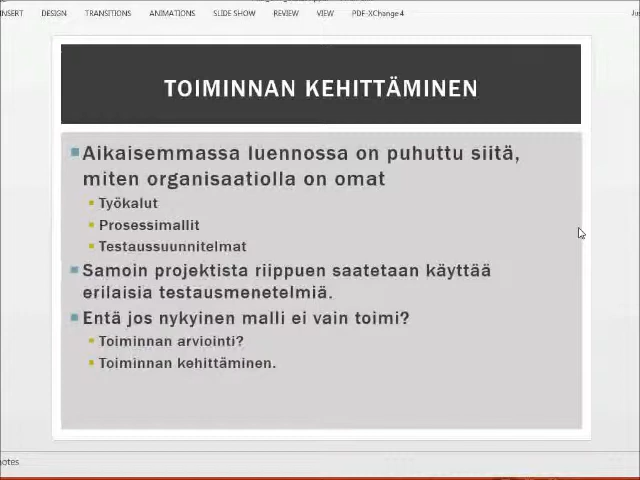 INSERT DESIGN TRANSITIONS ANIMATIONS SLIDE SHOW REVIEW VIEW PDF-XChange 4
TOIMINNAN KEHITTÄMINEN
Aikaisemmassa luennossa on puhuttu siitä,
miten organisaatiolla on omat
Työkalut
Prosessimallit
Testaussuunnitelmat
Samoin projektista riippuen saatetaan käyttää
erilaisia testausmenetelmiä.
Entä jos nykyinen malli ei vain toimi?
Toiminnan arviointi?
Toiminnan kehittäminen.